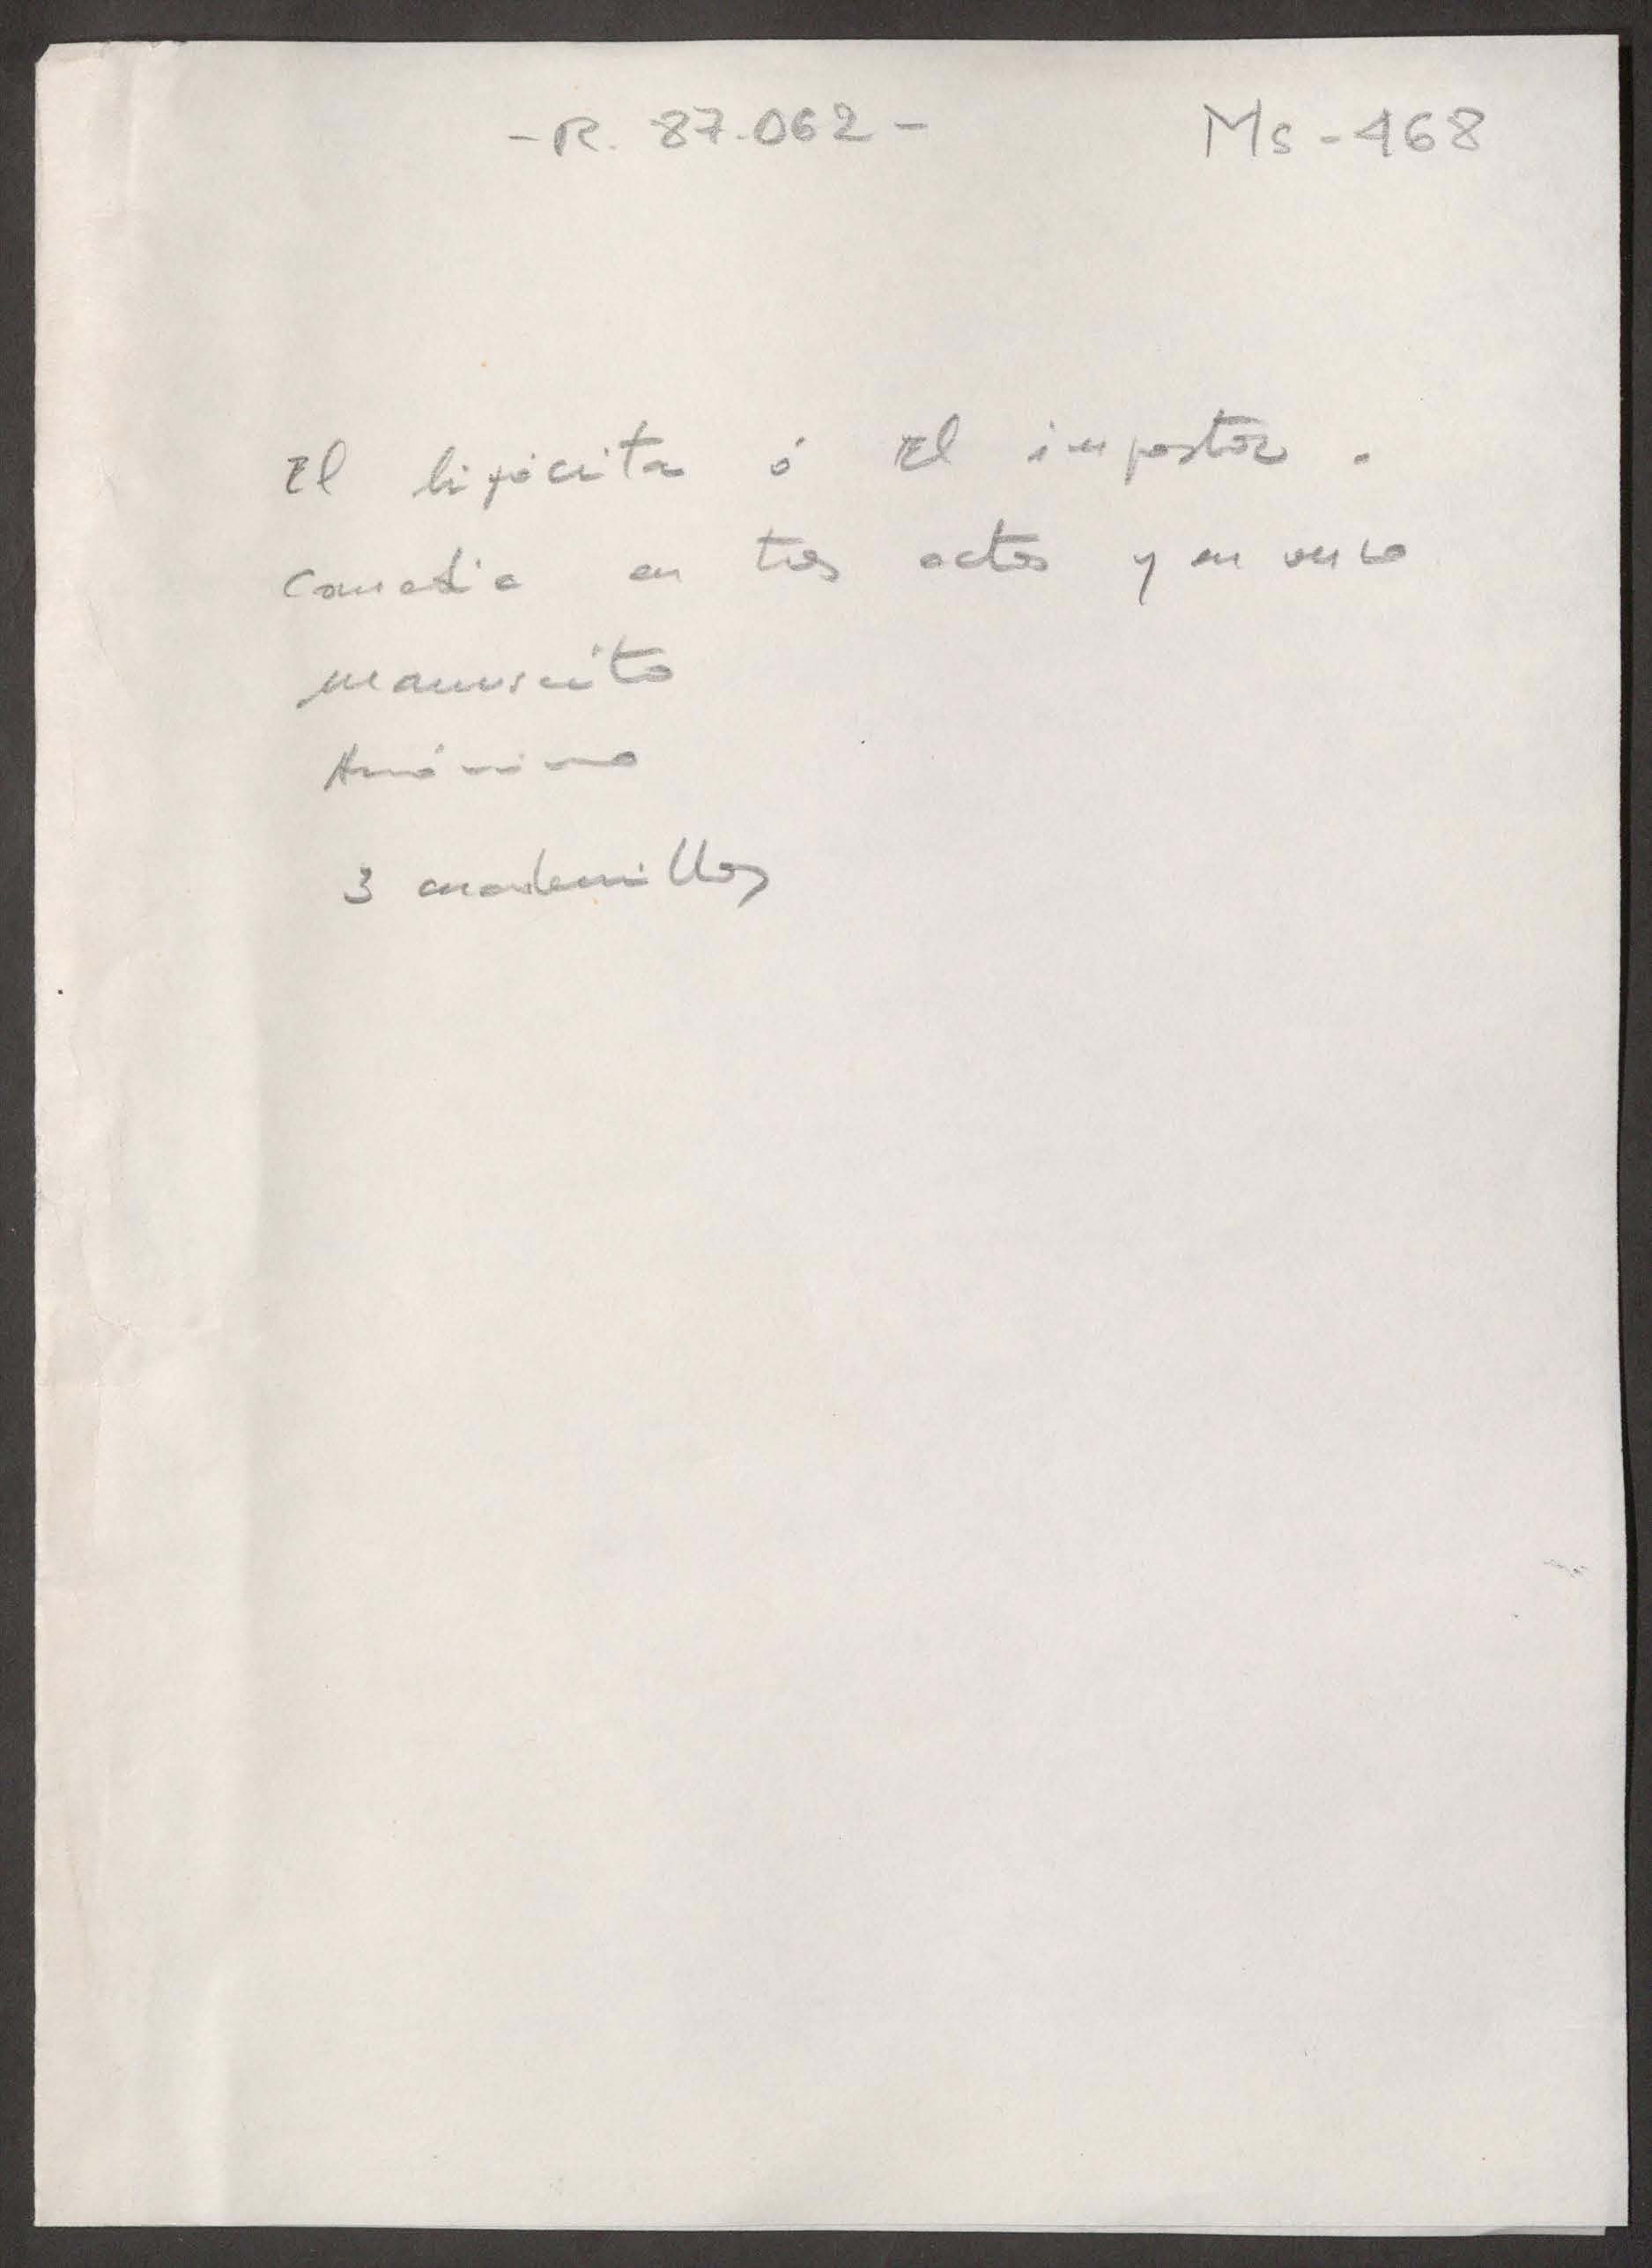 - R. 87.062 - Ms - 468
El hipócrita ó El impostor.
Comedia en tres actos y en verso
manuscrito
Anónimo
3 cuadernillos